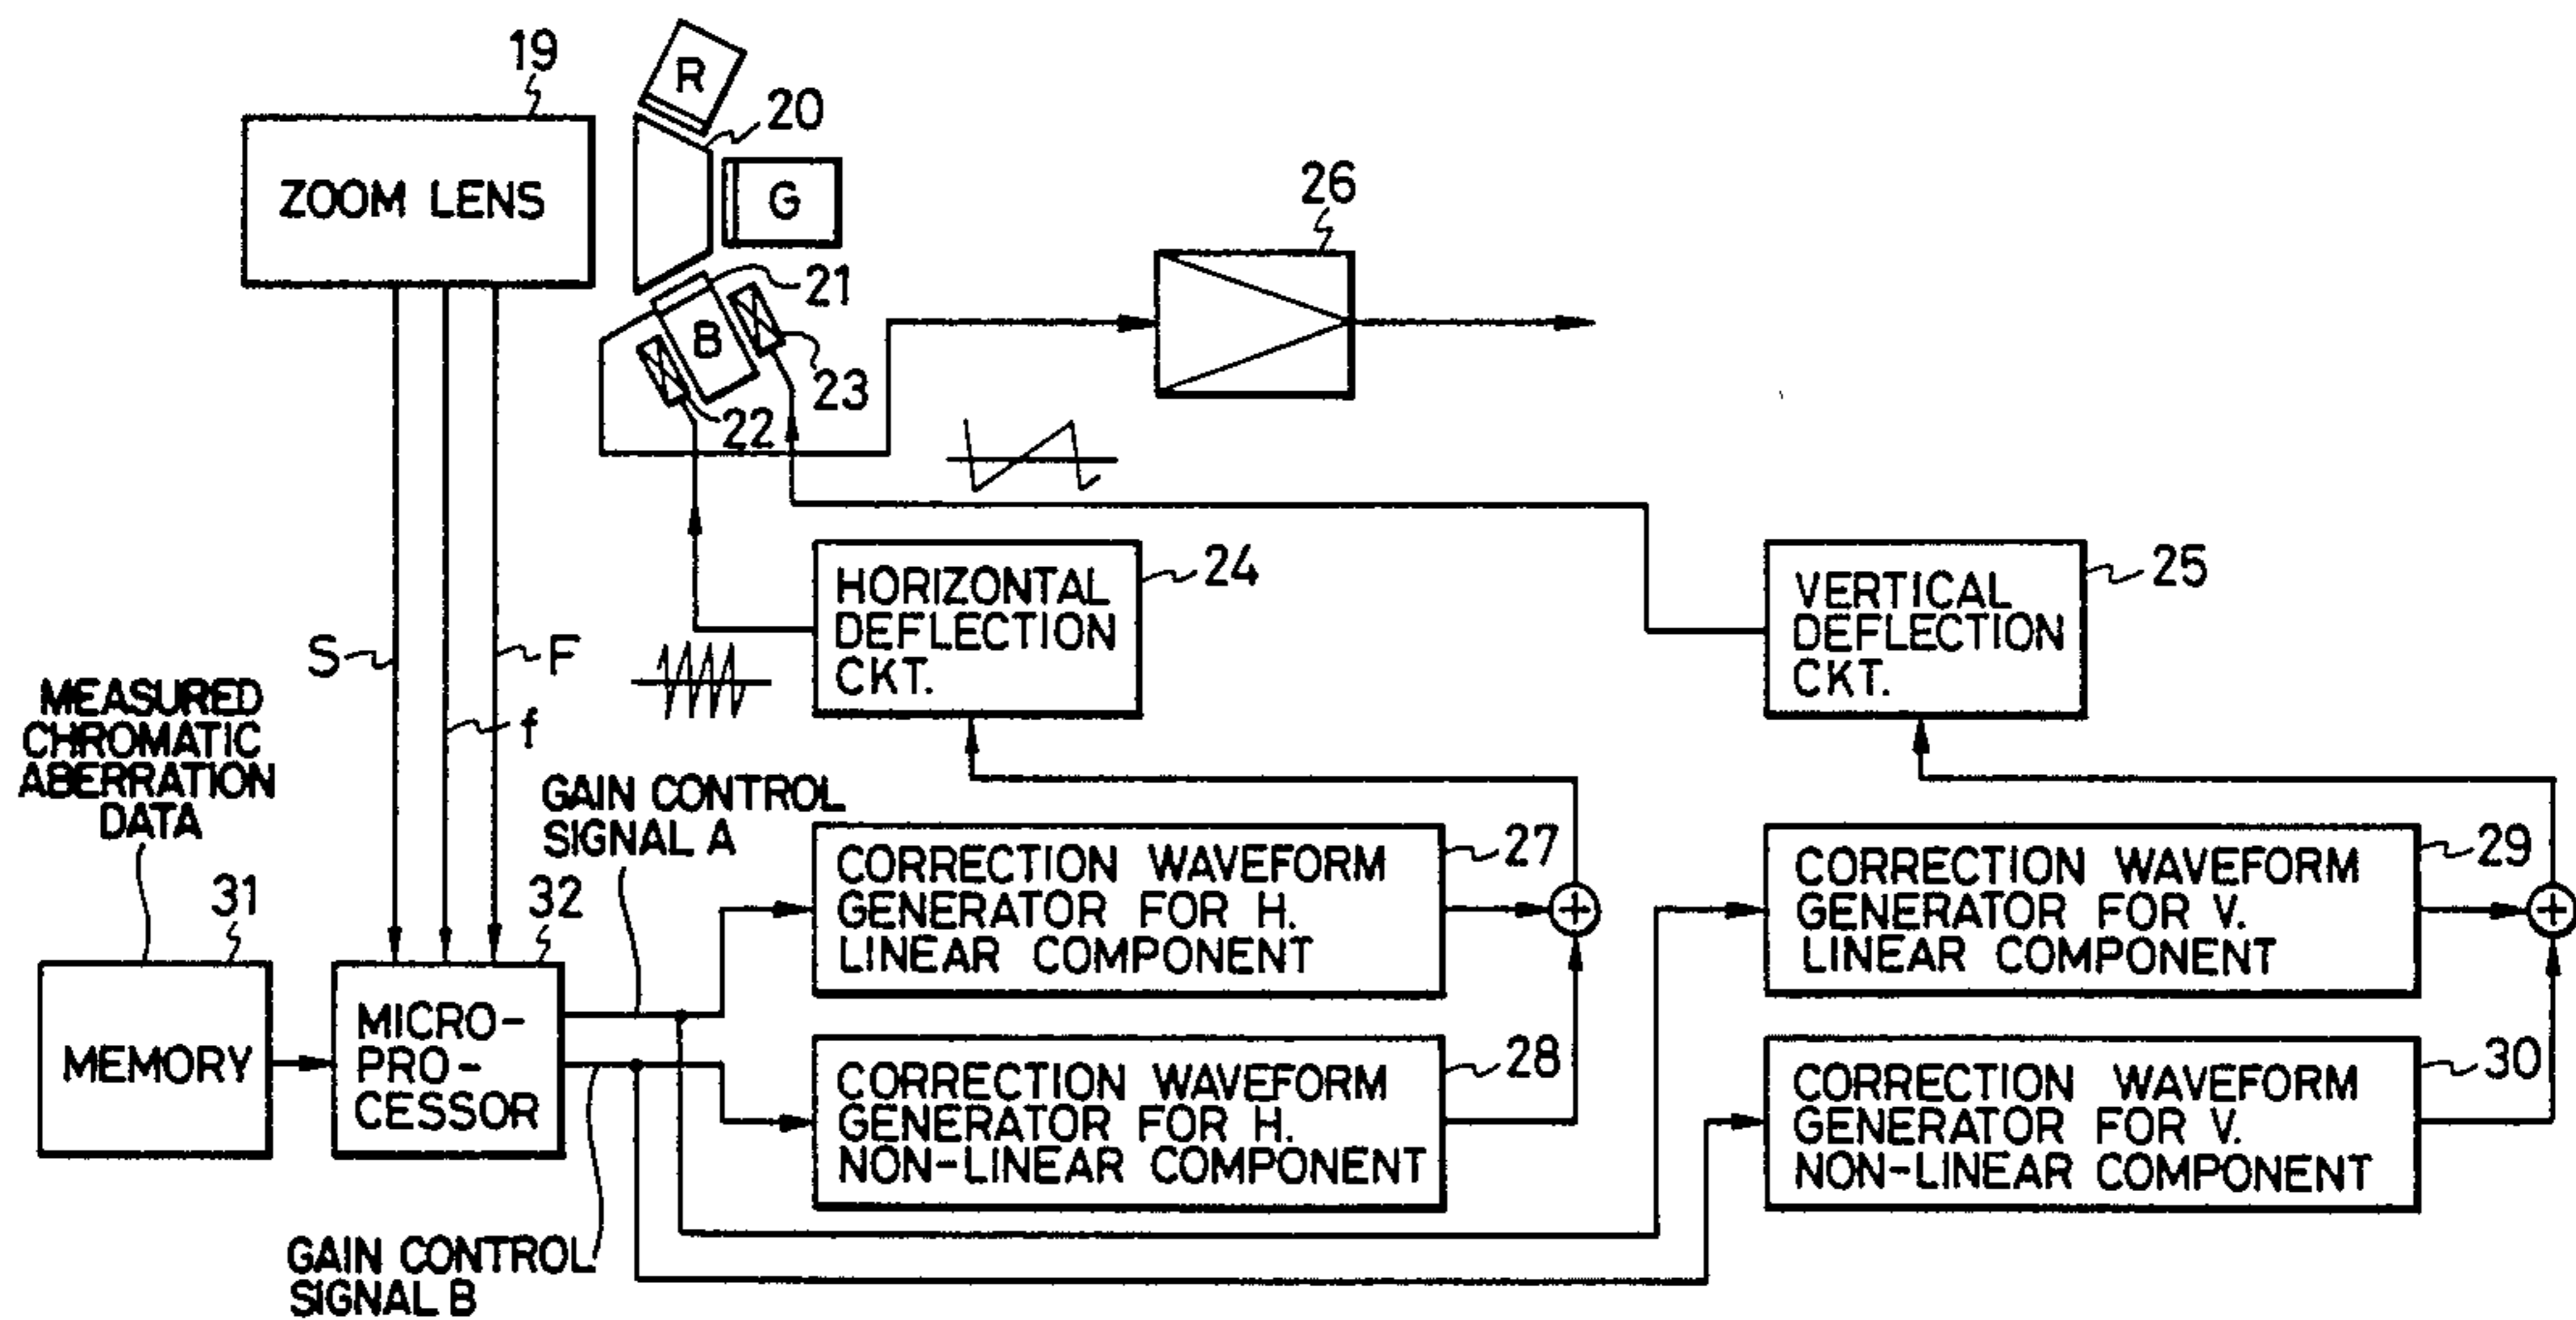 19
R
20
ZOOM LENS
G
26
21
B
23
22
24
HORIZONTAL
DEFLECTION
CKT.
25
VERTICAL
DEFLECTION
CKT.
S
F
f
MEASURED
CHROMATIC
ABERRATION
DATA
GAIN CONTROL
SIGNAL A
31
32
27
CORRECTION WAVEFORM
GENERATOR FOR H.
LINEAR COMPONENT
29
CORRECTION WAVEFORM
GENERATOR FOR V.
LINEAR COMPONENT
+
+
MEMORY
MICRO-
PRO-
CESSOR
28
CORRECTION WAVEFORM
GENERATOR FOR H.
NON-LINEAR COMPONENT
30
CORRECTION WAVEFORM
GENERATOR FOR V.
NON-LINEAR COMPONENT
GAIN CONTROL
SIGNAL B